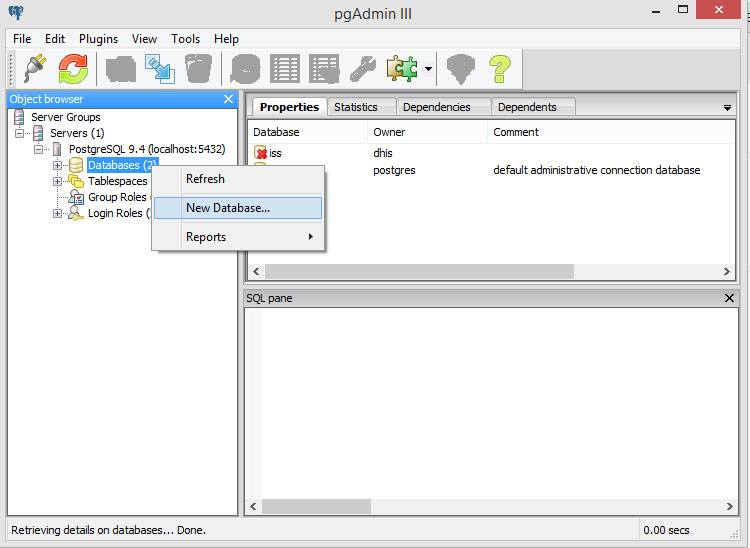 pgAdmin III
File Edit Plugins View Tools Help
Object browser
Server Groups
Servers (1)
PostgreSQL 9.4 (localhost:5432)
Databases (2)
Tablespaces
Group Roles
Login Roles
Refresh
New Database...
Reports
Properties Statistics Dependencies Dependents
Database Owner Comment
iss dhis
postgres default administrative connection database
SQL pane
Retrieving details on databases... Done. 0.00 secs